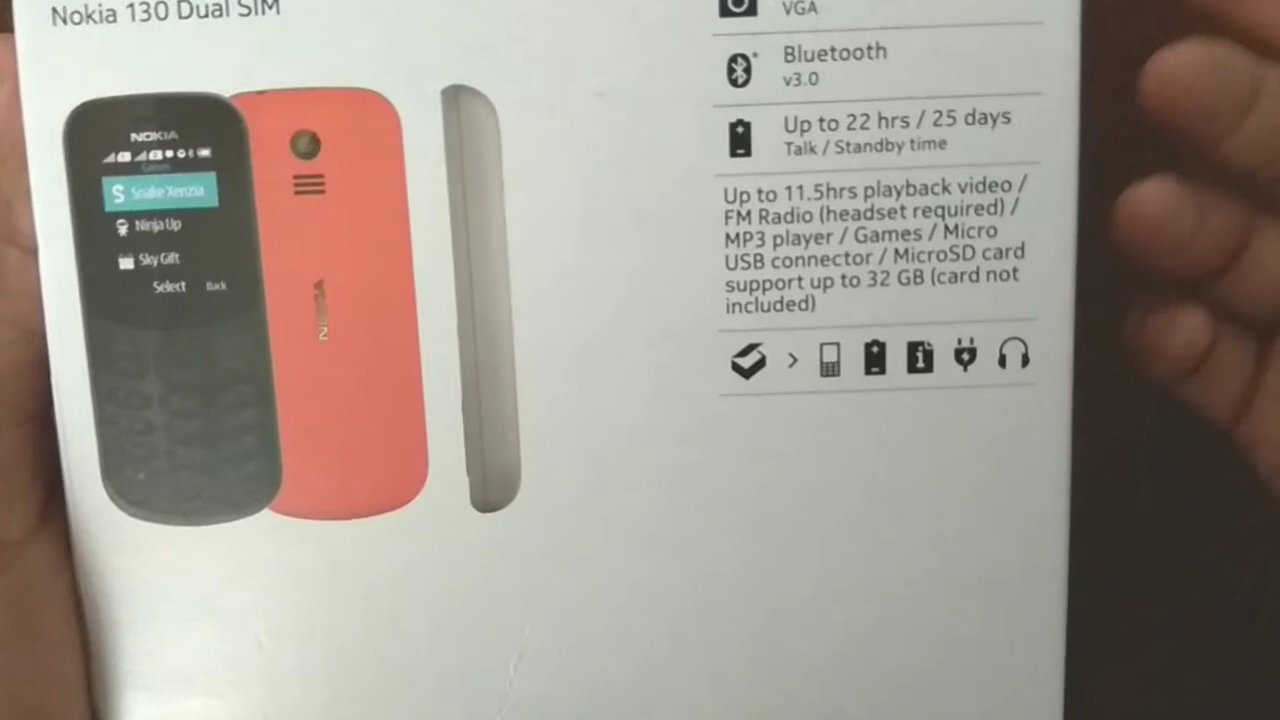 Nokia 130 Dual SIM
NOKIA
Games
Snake Xenzia
Ninja Up
Sky Gift
Select Back
NOKIA
VGA
Bluetooth
v3.0
Up to 22 hrs / 25 days
Talk / Standby time
Up to 11.5hrs playback video /
FM Radio (headset required) /
MP3 player / Games / Micro
USB connector / MicroSD card
support up to 32 GB (card not
included)